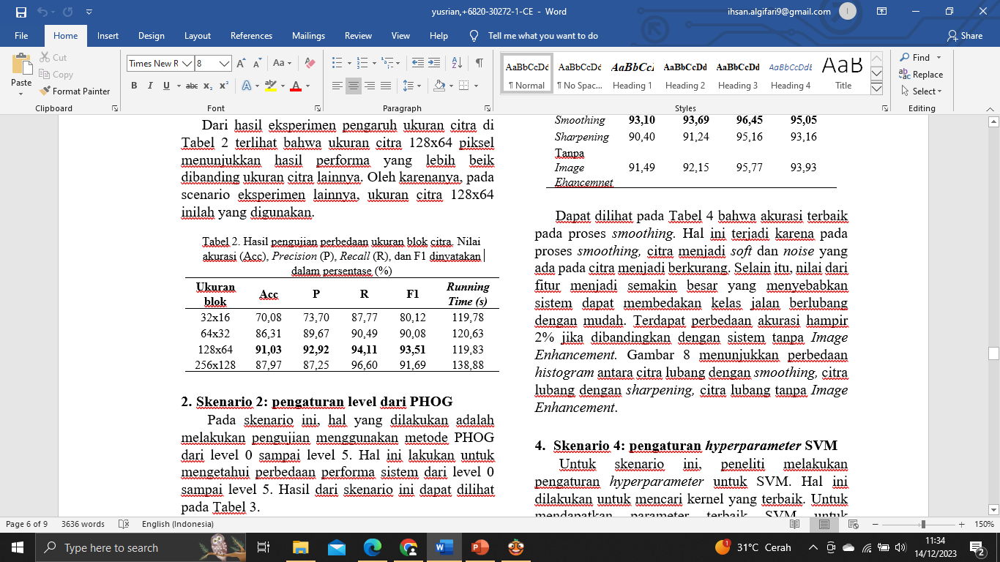 yusrian,+6820-30272-1-CE - Word
ihsan.algifari9@gmail.com
I
File Home Insert Design Layout References Mailings Review View Help Tell me what you want to do Share
Paste
Cut
Copy
Format Painter
Clipboard
Times New R 8
Font
Paragraph
AaBbCcDd
¶ Normal
AaBbCcDd
¶ No Spac...
AaBbCcI
Heading 1
AaBbCcDd
Heading 2
AaBbCcDd
Heading 3
AaBbCcDdE
Heading 4
AaB
Title
Styles
Find
Replace
Select
Editing
Dari hasil eksperimen pengaruh ukuran citra di
Tabel 2 terlihat bahwa ukuran citra 128x64 piksel
menunjukkan hasil performa yang lebih beik
dibanding ukuran citra lainnya. Oleh karenanya, pada
scenario eksperimen lainnya, ukuran citra 128x64
inilah yang digunakan.
Tabel 2. Hasil pengujian perbedaan ukuran blok citra. Nilai
akurasi (Acc), Precision (P), Recall (R), dan F1 dinyatakan
dalam persentase (%)
Ukuran blok Acc P R F1 Running Time (s)
32x16 70,08 73,70 87,77 80,12 119,78
64x32 86,31 89,67 90,49 90,08 120,63
128x64 91,03 92,92 94,11 93,51 119,83
256x128 87,97 87,25 96,60 91,69 138,88
2. Skenario 2: pengaturan level dari PHOG
Pada skenario ini, hal yang dilakukan adalah
melakukan pengujian menggunakan metode PHOG
dari level 0 sampai level 5. Hal ini lakukan untuk
mengetahui perbedaan performa sistem dari level 0
sampai level 5. Hasil dari skenario ini dapat dilihat
pada Tabel 3.
Smoothing 93,10 93,69 96,45 95,05
Sharpening 90,40 91,24 95,16 93,16
Tanpa
Image 91,49 92,15 95,77 93,93
Ehancemnet
Dapat dilihat pada Tabel 4 bahwa akurasi terbaik
pada proses smoothing. Hal ini terjadi karena pada
proses smoothing, citra menjadi soft dan noise yang
ada pada citra menjadi berkurang. Selain itu, nilai dari
fitur menjadi semakin besar yang menyebabkan
sistem dapat membedakan kelas jalan berlubang
dengan mudah. Terdapat perbedaan akurasi hampir
2% jika dibandingkan dengan sistem tanpa Image
Enhancement. Gambar 8 menunjukkan perbedaan
histogram antara citra lubang dengan smoothing, citra
lubang dengan sharpening, citra lubang tanpa Image
Enhancement.
4. Skenario 4: pengaturan hyperparameter SVM
Untuk skenario ini, peneliti melakukan
pengaturan hyperparameter untuk SVM. Hal ini
dilakukan untuk mencari kernel yang terbaik. Untuk
mendapatkan parameter terbaik SVM untuk
Page 6 of 9 3636 words English (Indonesia) 150%
Type here to search
1
31°C Cerah
11:34
14/12/2023
2